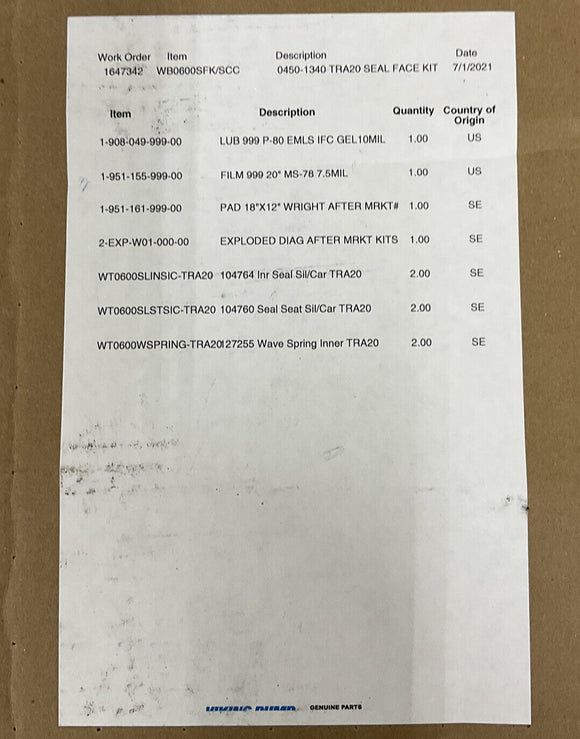 Work Order Item Description Date
1647342 WB0600SFK/SCC 0450-1340 TRA20 SEAL FACE KIT 7/1/2021
Item Description Quantity Country of Origin
1-908-049-999-00 LUB 999 P-80 EMLS IFC GEL10MIL 1.00 US
1-951-155-999-00 FILM 999 20" MS-78 7.5MIL 1.00 US
1-951-161-999-00 PAD 18"X12" WRIGHT AFTER MRKT# 1.00 SE
2-EXP-W01-000-00 EXPLODED DIAG AFTER MRKT KITS 1.00 SE
WT0600SLINSIC-TRA20 104764 Inr Seal Sil/Car TRA20 2.00 SE
WT0600SLSTSIC-TRA20 104760 Seal Seat Sil/Car TRA20 2.00 SE
WT0600WSPRING-TRA20127255 Wave Spring Inner TRA20 2.00 SE
GENUINE PARTS